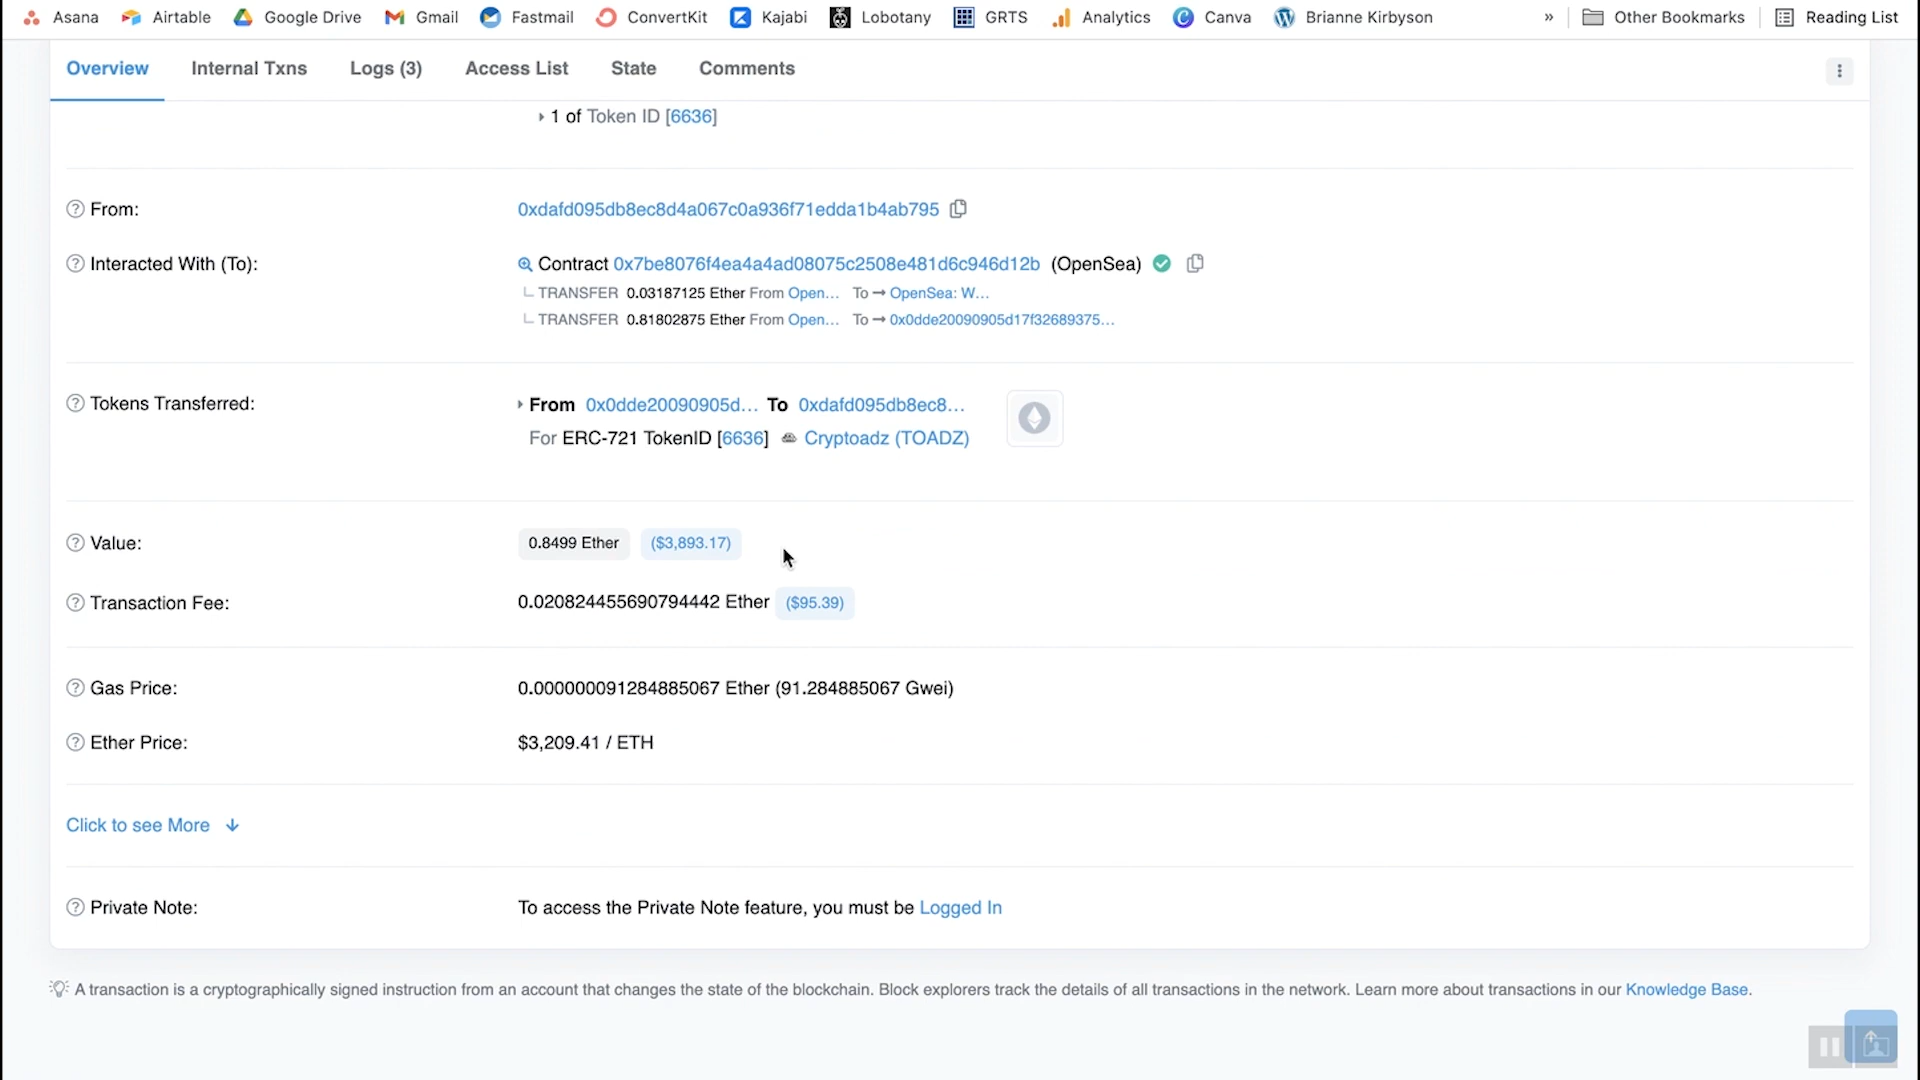 Asana Airtable Google Drive Gmail Fastmail ConvertKit Kajabi Lobotany GRTS Analytics Canva Brianne Kirbyson » Other Bookmarks Reading List
Overview Internal Txns Logs (3) Access List State Comments
1 of Token ID [6636]
From: 0xdafd095db8ec8d4a067c0a936f71edda1b4ab795
Interacted With (To): Contract 0x7be8076f4ea4a4ad08075c2508e481d6c946d12b (OpenSea)
TRANSFER 0.03187125 Ether From Open... To → OpenSea: W...
TRANSFER 0.81802875 Ether From Open... To → 0x0dde20090905d17f32689375...
Tokens Transferred: From 0x0dde20090905d... To 0xdafd095db8ec8...
For ERC-721 TokenID [6636] Cryptoadz (TOADZ)
Value: 0.8499 Ether ($3,893.17)
Transaction Fee: 0.020824455690794442 Ether ($95.39)
Gas Price: 0.000000091284885067 Ether (91.284885067 Gwei)
Ether Price: $3,209.41 / ETH
Click to see More ↓
Private Note: To access the Private Note feature, you must be Logged In
A transaction is a cryptographically signed instruction from an account that changes the state of the blockchain. Block explorers track the details of all transactions in the network. Learn more about transactions in our Knowledge Base.